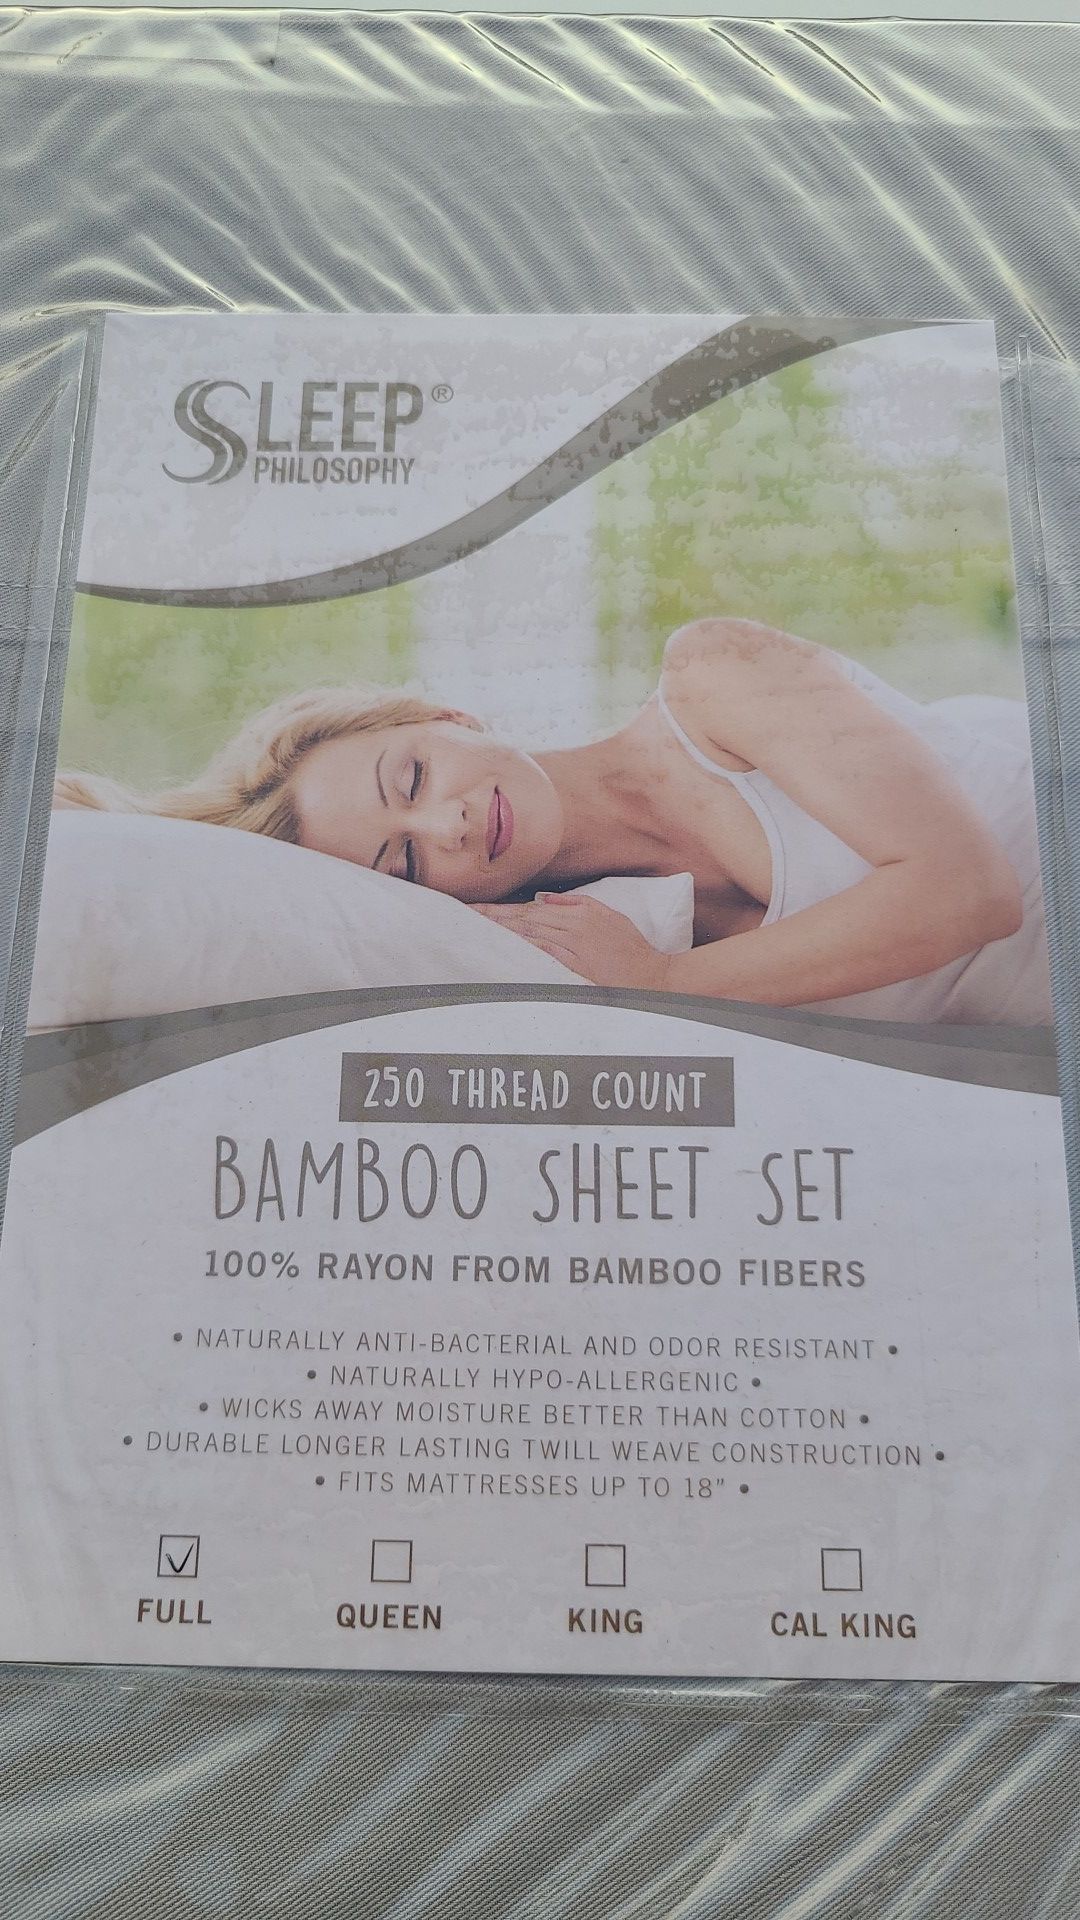 SLEEP®
PHILOSOPHY
250 THREAD COUNT
BAMBOO SHEET SET
100% RAYON FROM BAMBOO FIBERS
• NATURALLY ANTI-BACTERIAL AND ODOR RESISTANT •
• NATURALLY HYPO-ALLERGENIC •
• WICKS AWAY MOISTURE BETTER THAN COTTON •
• DURABLE LONGER LASTING TWILL WEAVE CONSTRUCTION •
• FITS MATTRESSES UP TO 18” •
☑ ☐ ☐ ☐
FULL QUEEN KING CAL KING